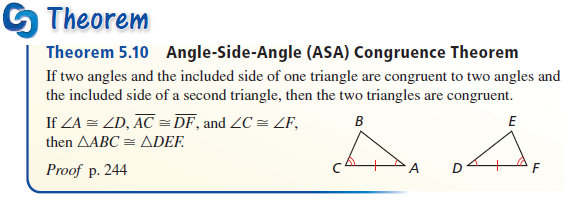 Theorem
Theorem 5.10 Angle-Side-Angle (ASA) Congruence Theorem
If two angles and the included side of one triangle are congruent to two angles and
the included side of a second triangle, then the two triangles are congruent.
If ∠A ≅ ∠D, A̅C̅ ≅ D̅F̅, and ∠C ≅ ∠F,
then △ABC ≅ △DEF.
Proof p. 244
B
E
C
A
D
F